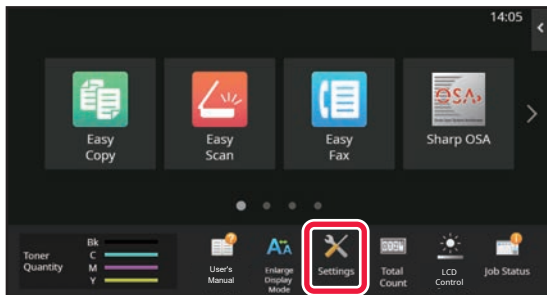 14:05
Easy
Copy
Easy
Scan
Easy
Fax
OSA
Sharp OSA
Toner
Quantity
Bk
C
M
Y
User's
Manual
Enlarge
Display
Mode
Settings
Total
Count
LCD
Control
Job Status